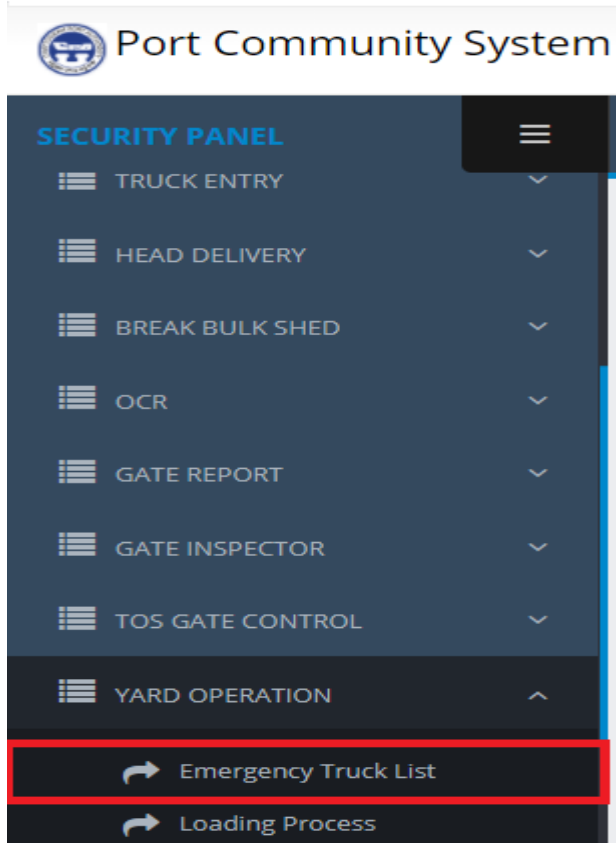 Port Community System
SECURITY PANEL
TRUCK ENTRY
HEAD DELIVERY
BREAK BULK SHED
OCR
GATE REPORT
GATE INSPECTOR
TOS GATE CONTROL
YARD OPERATION
Emergency Truck List
Loading Process